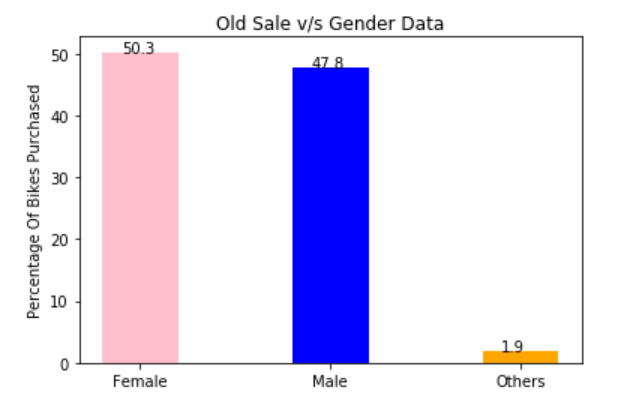 Old Sale v/s Gender Data
Percentage Of Bikes Purchased
50
40
30
20
10
0
50.3
47.8
1.9
Female
Male
Others